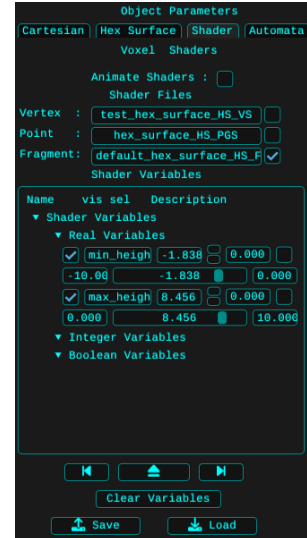 Object Parameters
Cartesian Hex Surface Shader Automata
Voxel Shaders
Animate Shaders :
Shader Files
Vertex : test_hex_surface_HS_VS
Point : hex_surface_HS_PGS
Fragment: default_hex_surface_HS_F
Shader Variables
Name vis sel Description
▼ Shader Variables
▼ Real Variables
min_heigh -1.838 0.000
-10.00 -1.838 0.000
max_heigh 8.456 0.000
0.000 8.456 10.000
▼ Integer Variables
▼ Boolean Variables
Clear Variables
Save Load